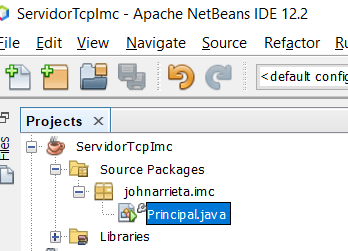 ServidorTcpImc - Apache NetBeans IDE 12.2
File Edit View Navigate Source Refactor Ru
<default config
Projects
Files
ServidorTcpImc
Source Packages
johnarrieta.imc
Principal.java
Libraries